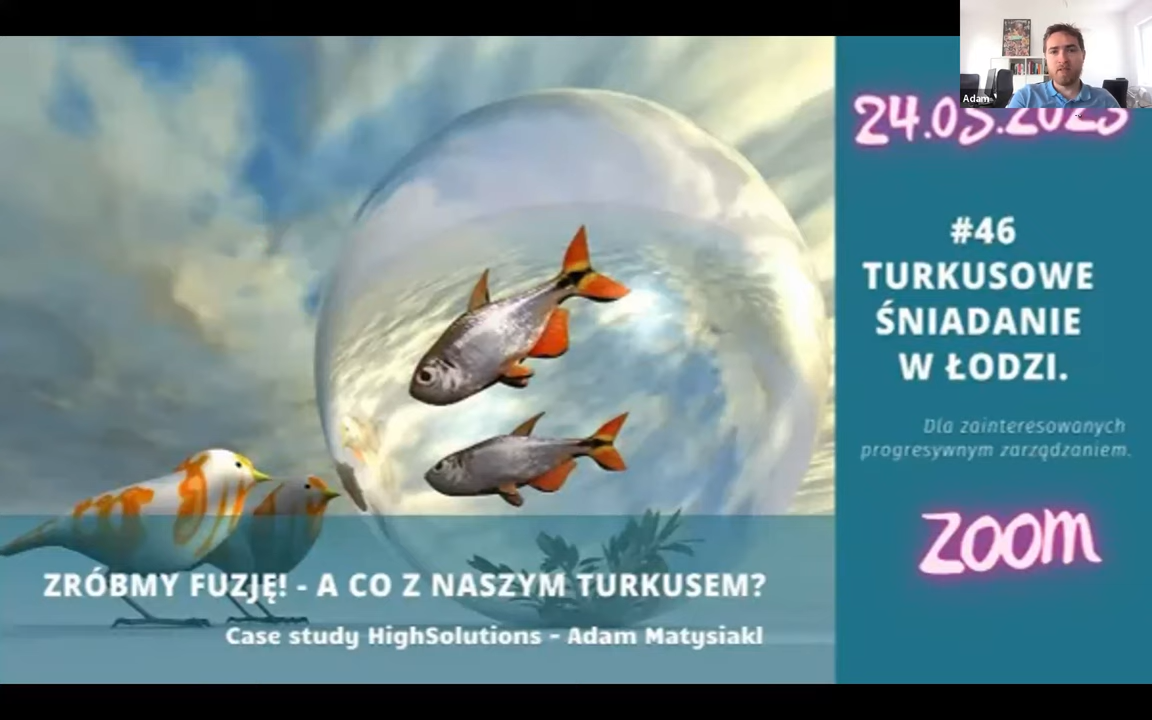 Adam
24.05.2023
#46
TURKUSOWE
ŚNIADANIE
W ŁODZI.
Dla zainteresowanych
progresywnym zarządzaniem.
ZOOM
ZRÓBMY FUZJĘ! - A CO Z NASZYM TURKUSEM?
Case study HighSolutions - Adam Matysiakl